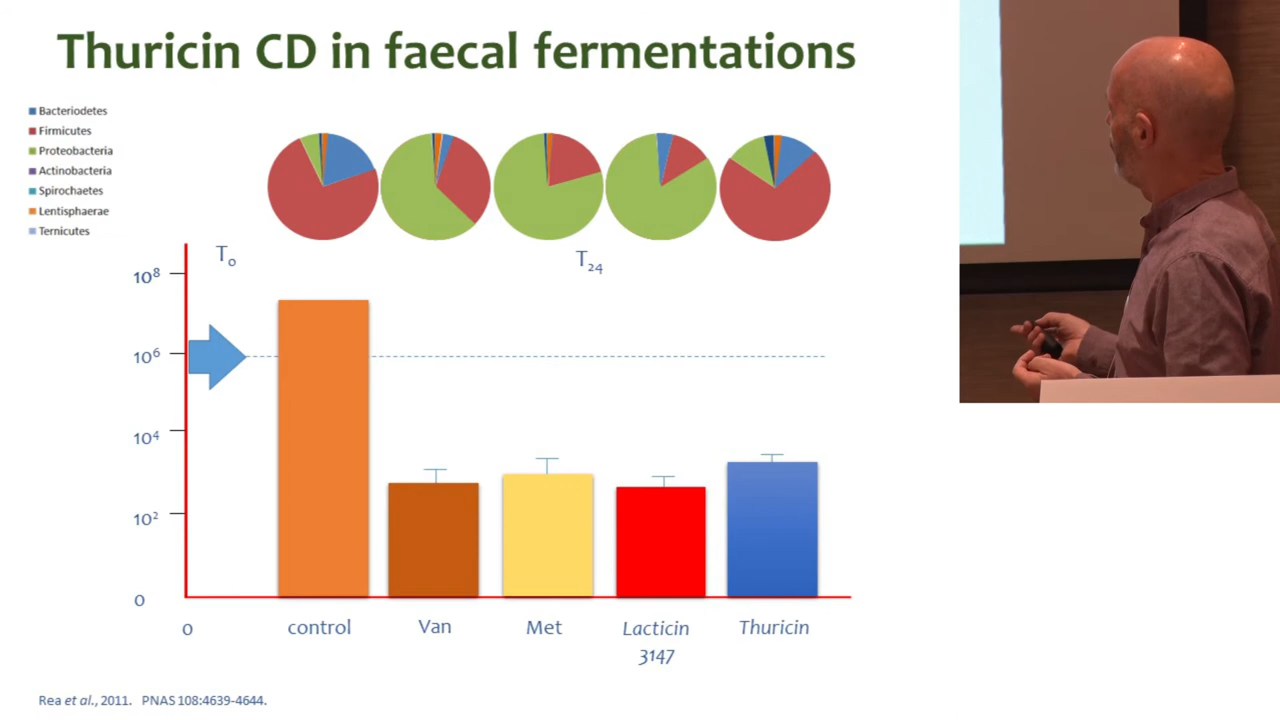 Thuricin CD in faecal fermentations
Bacteriodetes
Firmicutes
Proteobacteria
Actinobacteria
Spirochaetes
Lentisphaerae
Ternicutes
T₀
T₂₄
10⁸
10⁶
10⁴
10²
0
0
control
Van
Met
Lacticin
3147
Thuricin
Rea et al., 2011. PNAS 108:4639-4644.